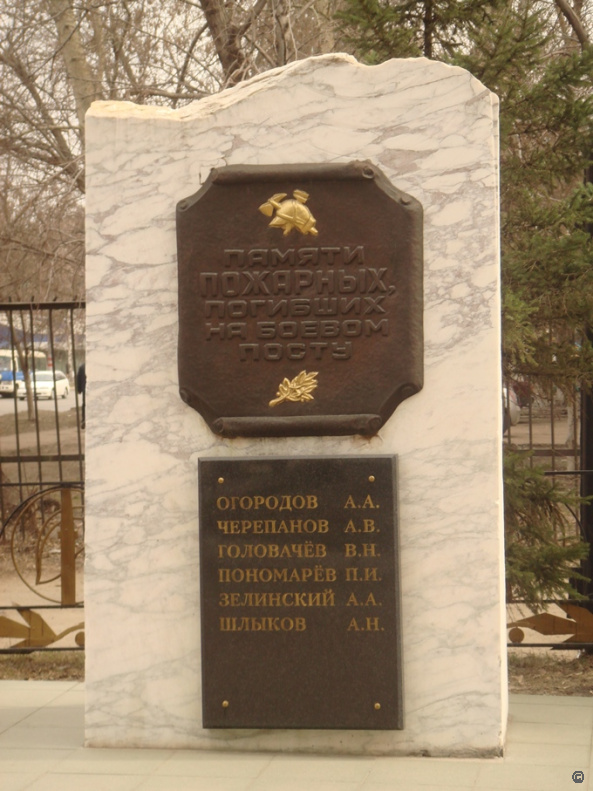 ПАМЯТИ
ПОЖАРНЫХ,
ПОГИБШИХ
НА БОЕВОМ
ПОСТУ
ОГОРОДОВ А.А.
ЧЕРЕПАНОВ А.В.
ГОЛОВАЧЁВ В.Н.
ПОНОМАРЁВ П.И.
ЗЕЛИНСКИЙ А.А.
ШЛЫКОВ А.Н.